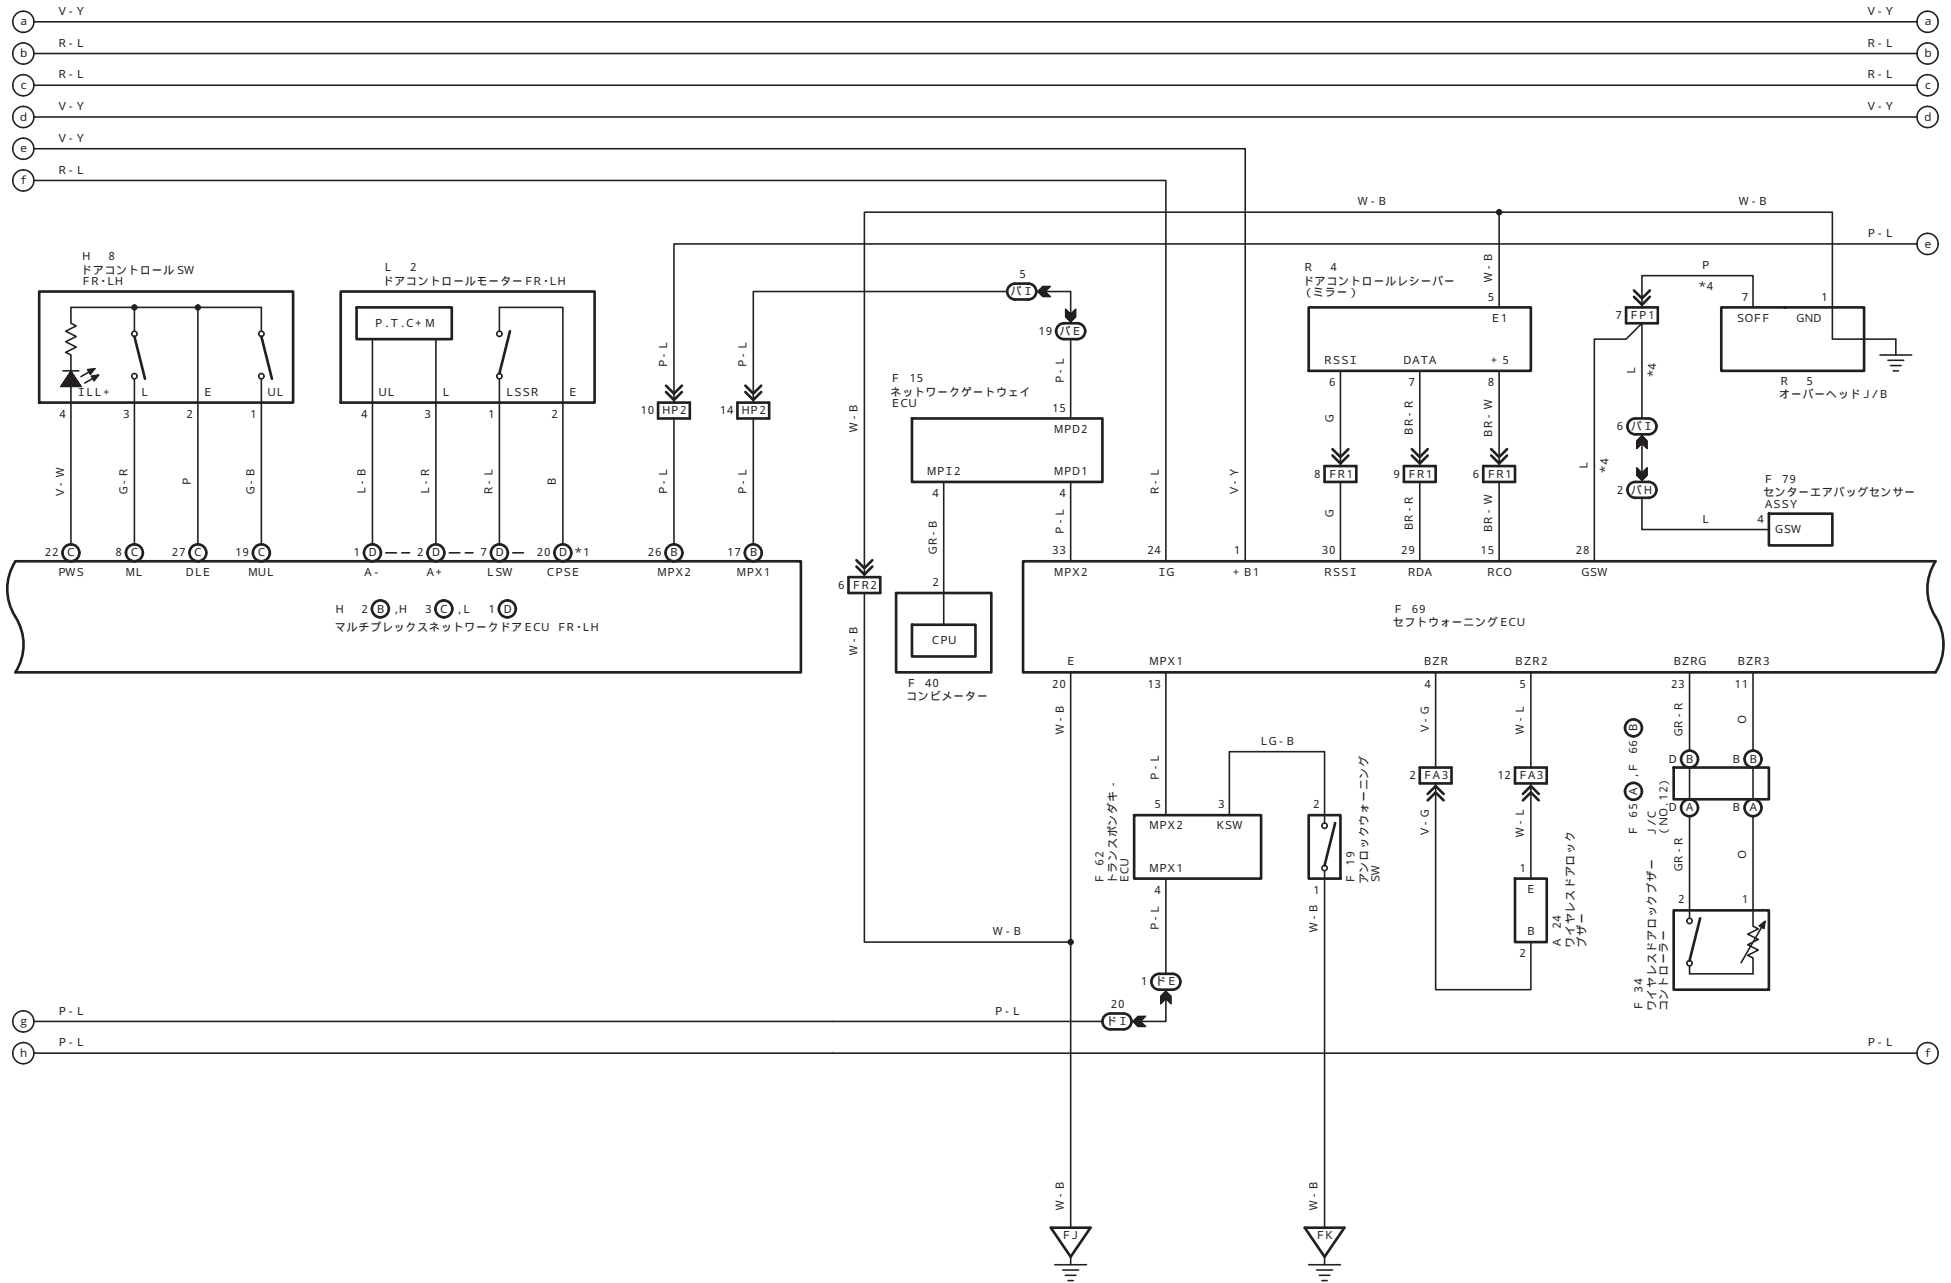 a V-Y V-Y a
b R-L R-L b
c R-L R-L c
d V-Y V-Y d
e V-Y
f R-L
W-B W-B
P-L e
H 8
ドアコントロールSW
FR・LH
L 2
ドアコントロールモーターFR・LH
P.T.C+M
ILL+ L E UL
UL L LSSR E
4 3 2 1
4 3 1 2
V-W G-R P G-B
L-B L-R R-L B
22 C 8 C 27 C 19 C
1 D 2 D 7 D 20 D *1
26 B 17 B
PWS ML DLE MUL A- A+ LSW CPSE MPX2 MPX1
H 2 B ,H 3 C ,L 1 D
マルチプレックスネットワークドアECU FR・LH
P-L P-L
10 HP2 14 HP2
P-L P-L
5
バI
19 バE
P-L
F 15
ネットワークゲートウェイ
ECU
15
MPD2
MPI2 MPD1
4 4
GR-B P-L
W-B
6 FR2
W-B
2
CPU
F 40
コンビメーター
R-L V-Y
R 4
ドアコントロールレシーバー
(ミラー)
W-B
5
E1
RSSI DATA +5
6 7 8
G BR-R BR-W
8 FR1 9 FR1 6 FR1
G BR-R BR-W
P
*4
7 FP1
7 1
SOFF GND
R 5
オーバーヘッドJ/B
L *4
6 バI
2 バH
L *4
L
F 79
センターエアバッグセンサー
ASSY
4 GSW
33 24 1 30 29 15 28
MPX2 IG +B1 RSSI RDA RCO GSW
F 69
セフトウォーニングECU
E MPX1 BZR BZR2 BZRG BZR3
20 13 4 5 23 11
W-B P-L V-G W-L GR-R O
LG-B
5 3
MPX2 KSW
MPX1
4
F 62
トランスポンダキ-
ECU
P-L
2
1
F 19
アンロックウォーニング
SW
W-B
2 FA3 12 FA3
V-G W-L
1
E
B
2
A 24
ワイヤレスドアロック
ブザー
F 65 A ,F 66 B
J/C
(NO.12)
D B B B
D A B A
GR-R O
2 1
F 34
ワイヤレスドアロックブザー
コントローラー
W-B
1 ドE
20
ドI
g P-L P-L
h P-L P-L f
W-B W-B
FJ FK